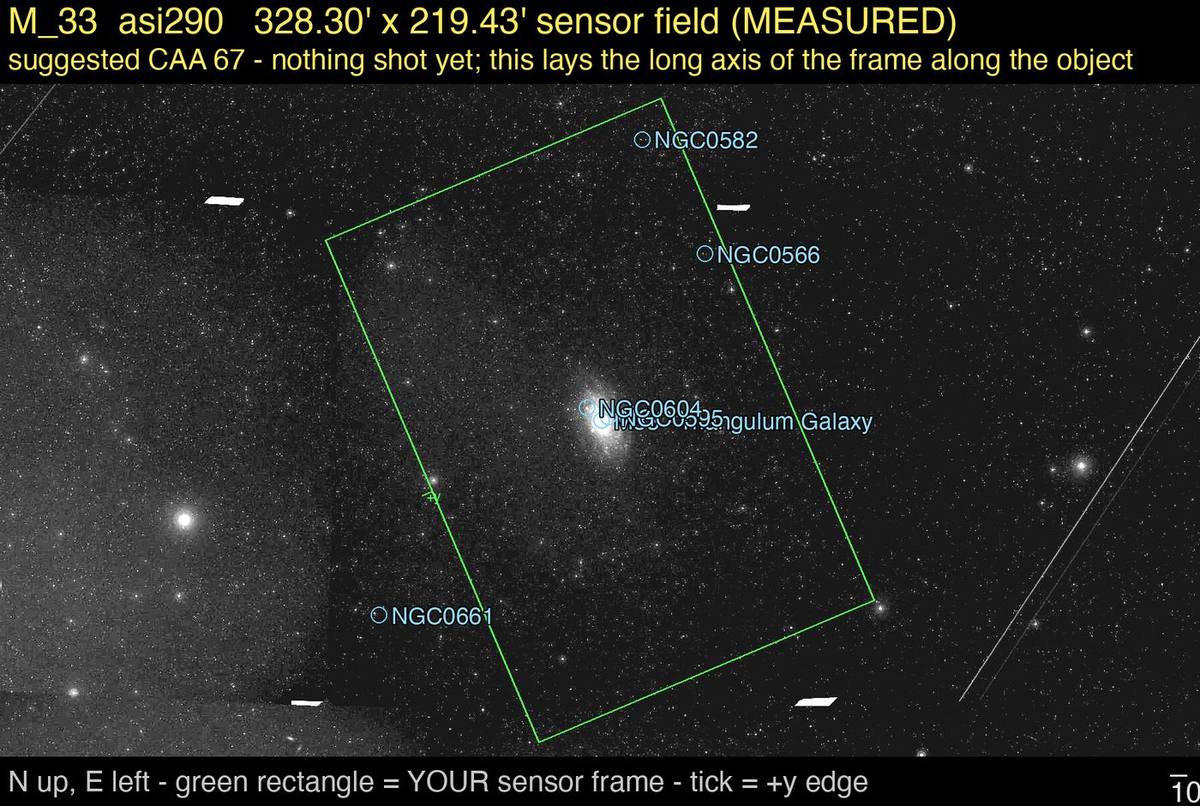 M_33 asi290 328.30' x 219.43' sensor field (MEASURED)
suggested CAA 67 - nothing shot yet; this lays the long axis of the frame along the object
NGC0582
NGC0566
NGC0604
NGC0595
ngulum Galaxy
+y
NGC0661
N up, E left - green rectangle = YOUR sensor frame - tick = +y edge
10